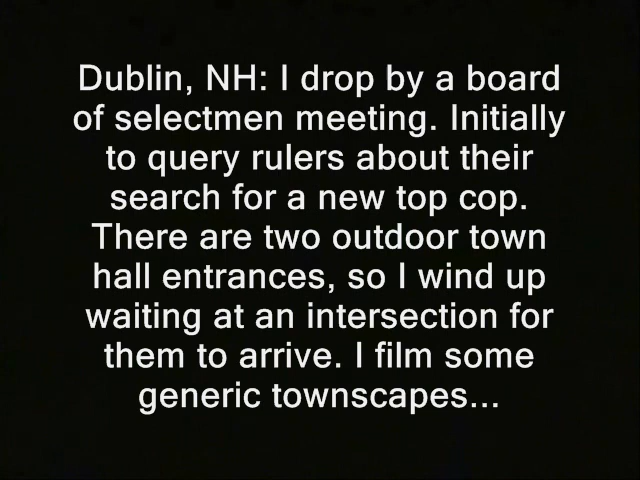 Dublin, NH: I drop by a board
of selectmen meeting. Initially
to query rulers about their
search for a new top cop.
There are two outdoor town
hall entrances, so I wind up
waiting at an intersection for
them to arrive. I film some
generic townscapes...